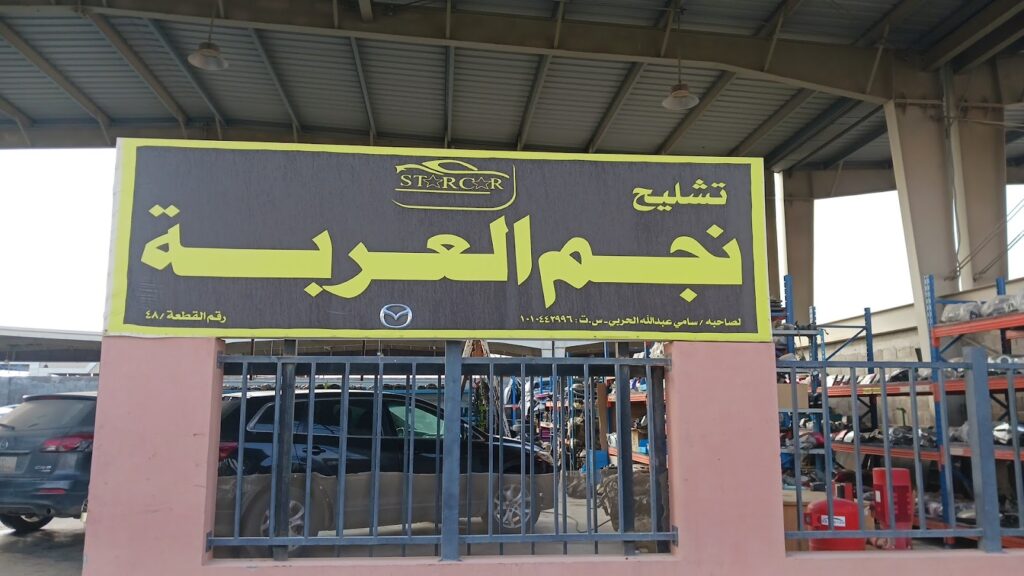 STARCAR
تشليح
نجم العربة
لصاحبه / سامي عبدالله الحربي - س.ت : ١٠١٠٤٤٢٩٩٦
رقم القطعة / ٤٨